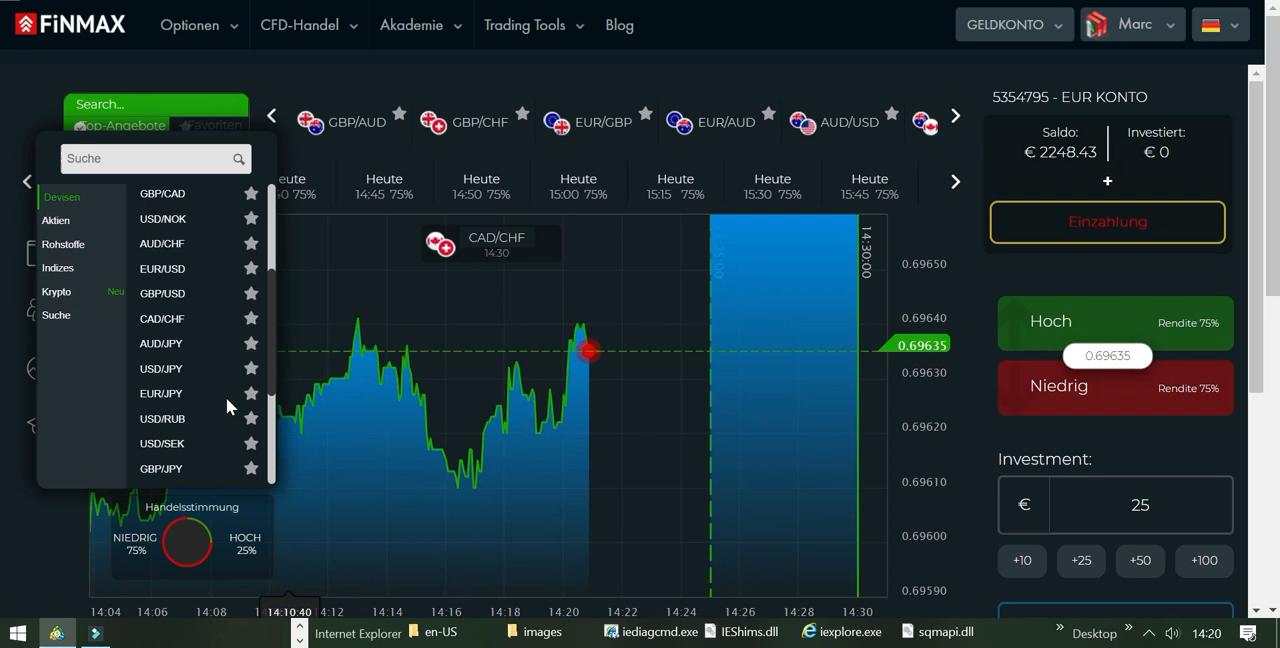 FiNMAX
Optionen
CFD-Handel
Akademie
Trading Tools
Blog
GELDKONTO
Marc
Search...
Top-Angebote
Favoriten
GBP/AUD
GBP/CHF
EUR/GBP
EUR/AUD
AUD/USD
5354795 - EUR KONTO
Saldo:
€ 2248.43
Investiert:
€ 0
+
Einzahlung
Suche
Devisen
Aktien
Rohstoffe
Indizes
Krypto Neu
Suche
GBP/CAD
USD/NOK
AUD/CHF
EUR/USD
GBP/USD
CAD/CHF
AUD/JPY
USD/JPY
EUR/JPY
USD/RUB
USD/SEK
GBP/JPY
75%
Heute
14:45 75%
Heute
14:50 75%
Heute
15:00 75%
Heute
15:15 75%
Heute
15:30 75%
Heute
15:45 75%
CAD/CHF
14:30
14:25:00
14:30:00
0.69650
0.69640
0.69635
0.69630
0.69620
0.69610
0.69600
0.69590
Hoch
Rendite 75%
0.69635
Niedrig
Rendite 75%
Investment:
€ 25
+10 +25 +50 +100
Handelsstimmung
NIEDRIG
75%
HOCH
25%
14:04 14:06 14:08 14:10:40 14:12 14:14 14:16 14:18 14:20 14:22 14:24 14:26 14:28 14:30
Internet Explorer
en-US
images
iediagcmd.exe
IEShims.dll
iexplore.exe
sqmapi.dll
Desktop
14:20